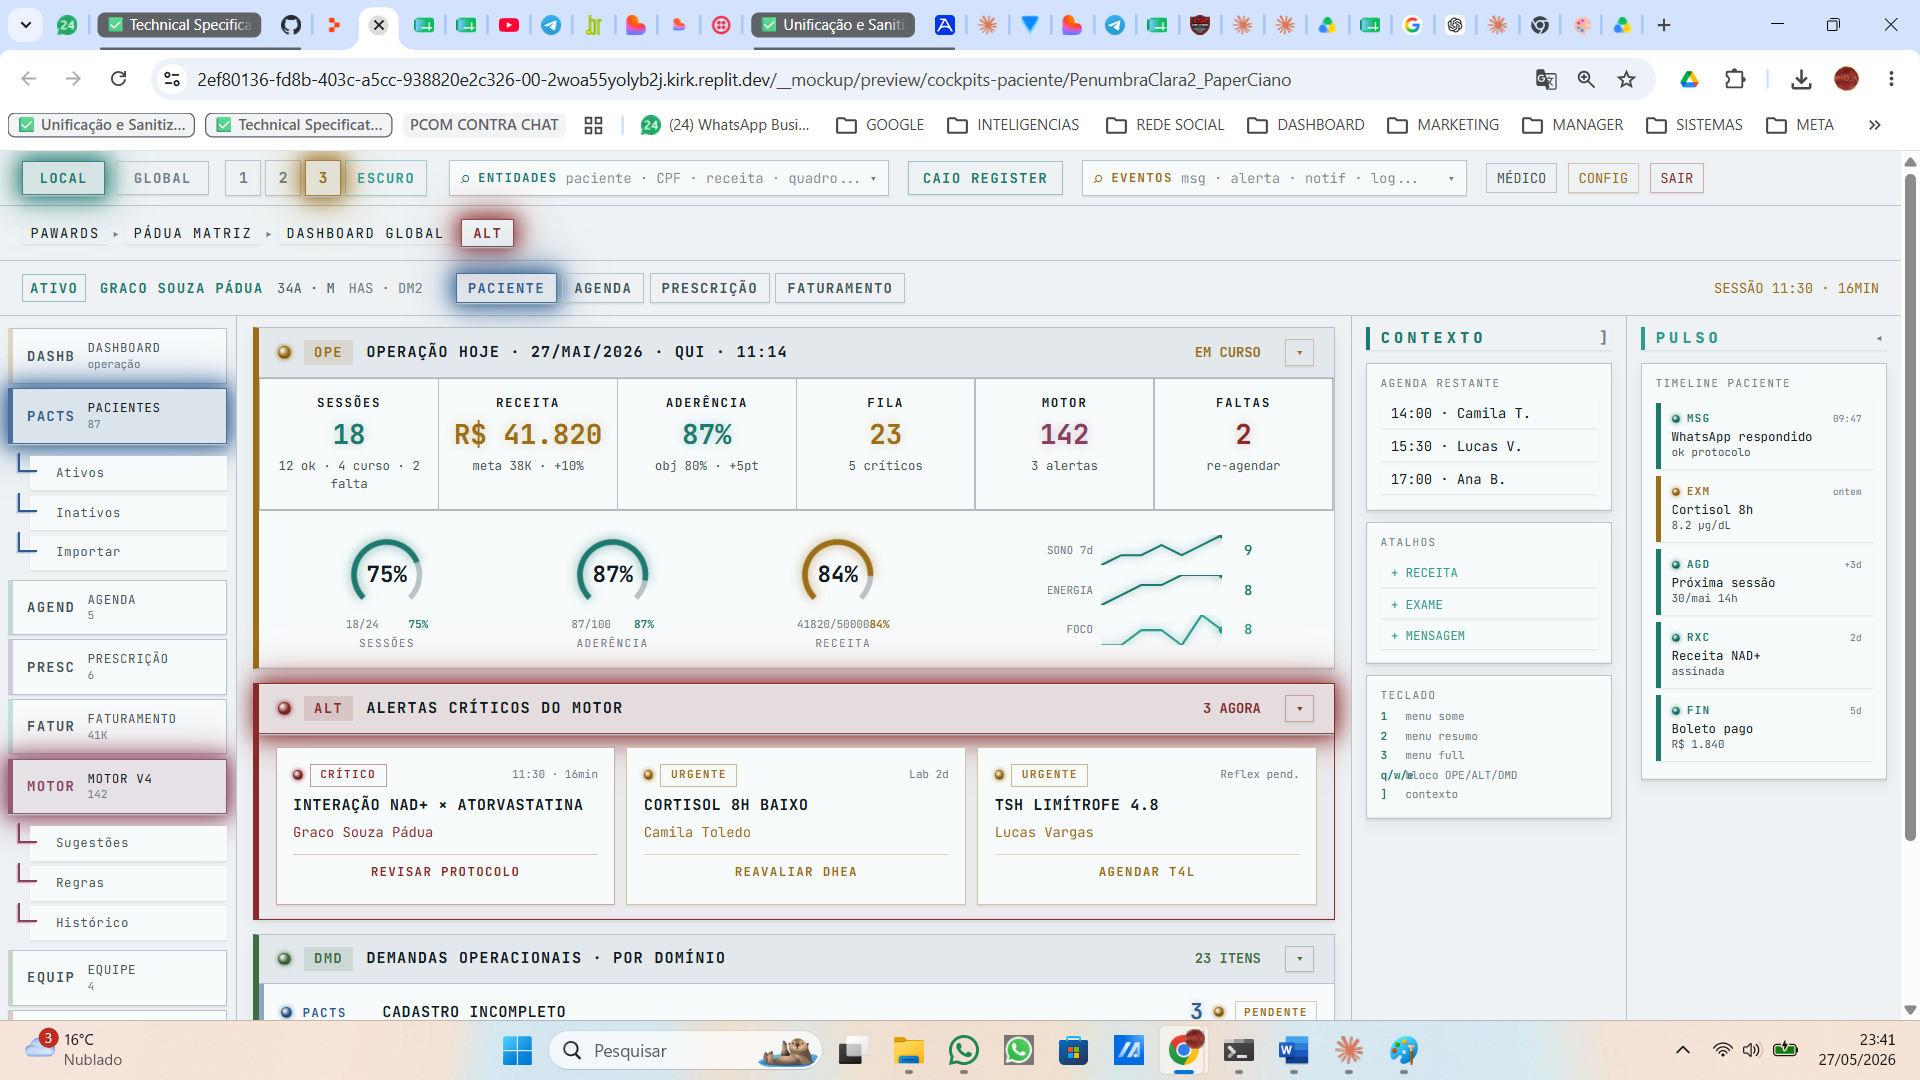 Technical Specifica
Unificação e Saniti
2ef80136-fd8b-403c-a5cc-938820e2c326-00-2woa55yolyb2j.kirk.replit.dev/__mockup/preview/cockpits-paciente/PenumbraClara2_PaperCiano
Unificação e Sanitiz...
Technical Specificat...
PCOM CONTRA CHAT
24 (24) WhatsApp Busi...
GOOGLE
INTELIGENCIAS
REDE SOCIAL
DASHBOARD
MARKETING
MANAGER
SISTEMAS
META
»
LOCAL GLOBAL 1 2 3 ESCURO
ENTIDADES paciente · CPF · receita · quadro... ▾
CAIO REGISTER
EVENTOS msg · alerta · notif · log... ▾
MÉDICO CONFIG SAIR
PAWARDS ▸ PÁDUA MATRIZ ▸ DASHBOARD GLOBAL ALT
ATIVO GRACO SOUZA PÁDUA 34A · M HAS · DM2
PACIENTE AGENDA PRESCRIÇÃO FATURAMENTO
SESSÃO 11:30 · 16MIN
DASHB DASHBOARD
operação
PACTS PACIENTES
87
Ativos
Inativos
Importar
AGEND AGENDA
5
PRESC PRESCRIÇÃO
6
FATUR FATURAMENTO
41K
MOTOR MOTOR V4
142
Sugestões
Regras
Histórico
EQUIP EQUIPE
4
OPE OPERAÇÃO HOJE · 27/MAI/2026 · QUI · 11:14
EM CURSO ▾
SESSÕES
18
12 ok · 4 curso · 2
falta
RECEITA
R$ 41.820
meta 38K · +10%
ADERÊNCIA
87%
obj 80% · +5pt
FILA
23
5 críticos
MOTOR
142
3 alertas
FALTAS
2
re-agendar
75%
18/24 75%
SESSÕES
87%
87/100 87%
ADERÊNCIA
84%
41820/50000 84%
RECEITA
SONO 7d 9
ENERGIA 8
FOCO 8
ALT ALERTAS CRÍTICOS DO MOTOR
3 AGORA ▾
CRÍTICO 11:30 · 16min
INTERAÇÃO NAD+ × ATORVASTATINA
Graco Souza Pádua
REVISAR PROTOCOLO
URGENTE Lab 2d
CORTISOL 8H BAIXO
Camila Toledo
REAVALIAR DHEA
URGENTE Reflex pend.
TSH LIMÍTROFE 4.8
Lucas Vargas
AGENDAR T4L
DMD DEMANDAS OPERACIONAIS · POR DOMÍNIO
23 ITENS ▾
PACTS CADASTRO INCOMPLETO 3 PENDENTE
CONTEXTO ]
AGENDA RESTANTE
14:00 · Camila T.
15:30 · Lucas V.
17:00 · Ana B.
ATALHOS
+ RECEITA
+ EXAME
+ MENSAGEM
TECLADO
1 menu some
2 menu resumo
3 menu full
q/w/e bloco OPE/ALT/DMD
] contexto
PULSO ◂
TIMELINE PACIENTE
MSG 09:47
WhatsApp respondido
ok protocolo
EXM ontem
Cortisol 8h
8.2 µg/dL
AGD +3d
Próxima sessão
30/mai 14h
RXC 2d
Receita NAD+
assinada
FIN 5d
Boleto pago
R$ 1.840
3
16°C
Nublado
Pesquisar
23:41
27/05/2026